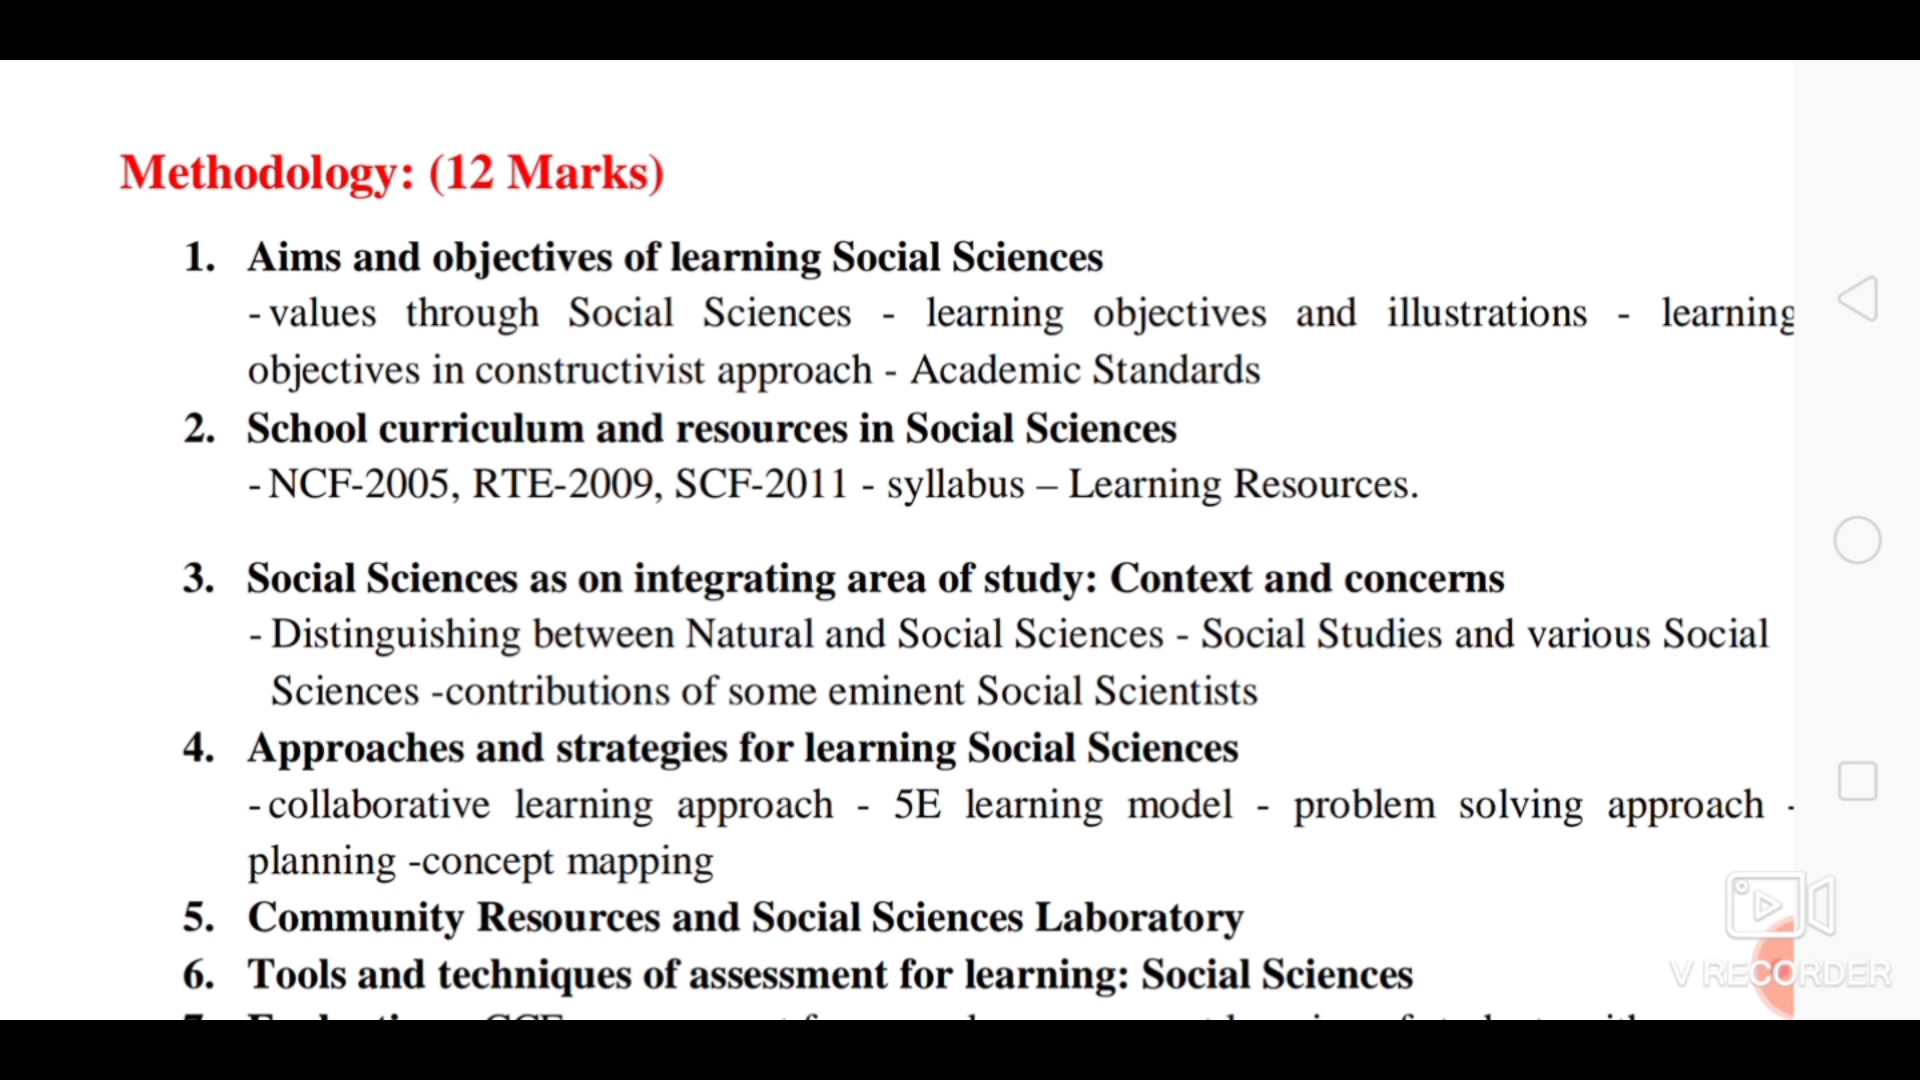 Methodology: (12 Marks)
1. Aims and objectives of learning Social Sciences
- values through Social Sciences - learning objectives and illustrations - learning
objectives in constructivist approach - Academic Standards
2. School curriculum and resources in Social Sciences
- NCF-2005, RTE-2009, SCF-2011 - syllabus – Learning Resources.
3. Social Sciences as on integrating area of study: Context and concerns
- Distinguishing between Natural and Social Sciences - Social Studies and various Social
Sciences -contributions of some eminent Social Scientists
4. Approaches and strategies for learning Social Sciences
- collaborative learning approach - 5E learning model - problem solving approach -
planning -concept mapping
5. Community Resources and Social Sciences Laboratory
6. Tools and techniques of assessment for learning: Social Sciences
V RECORDER